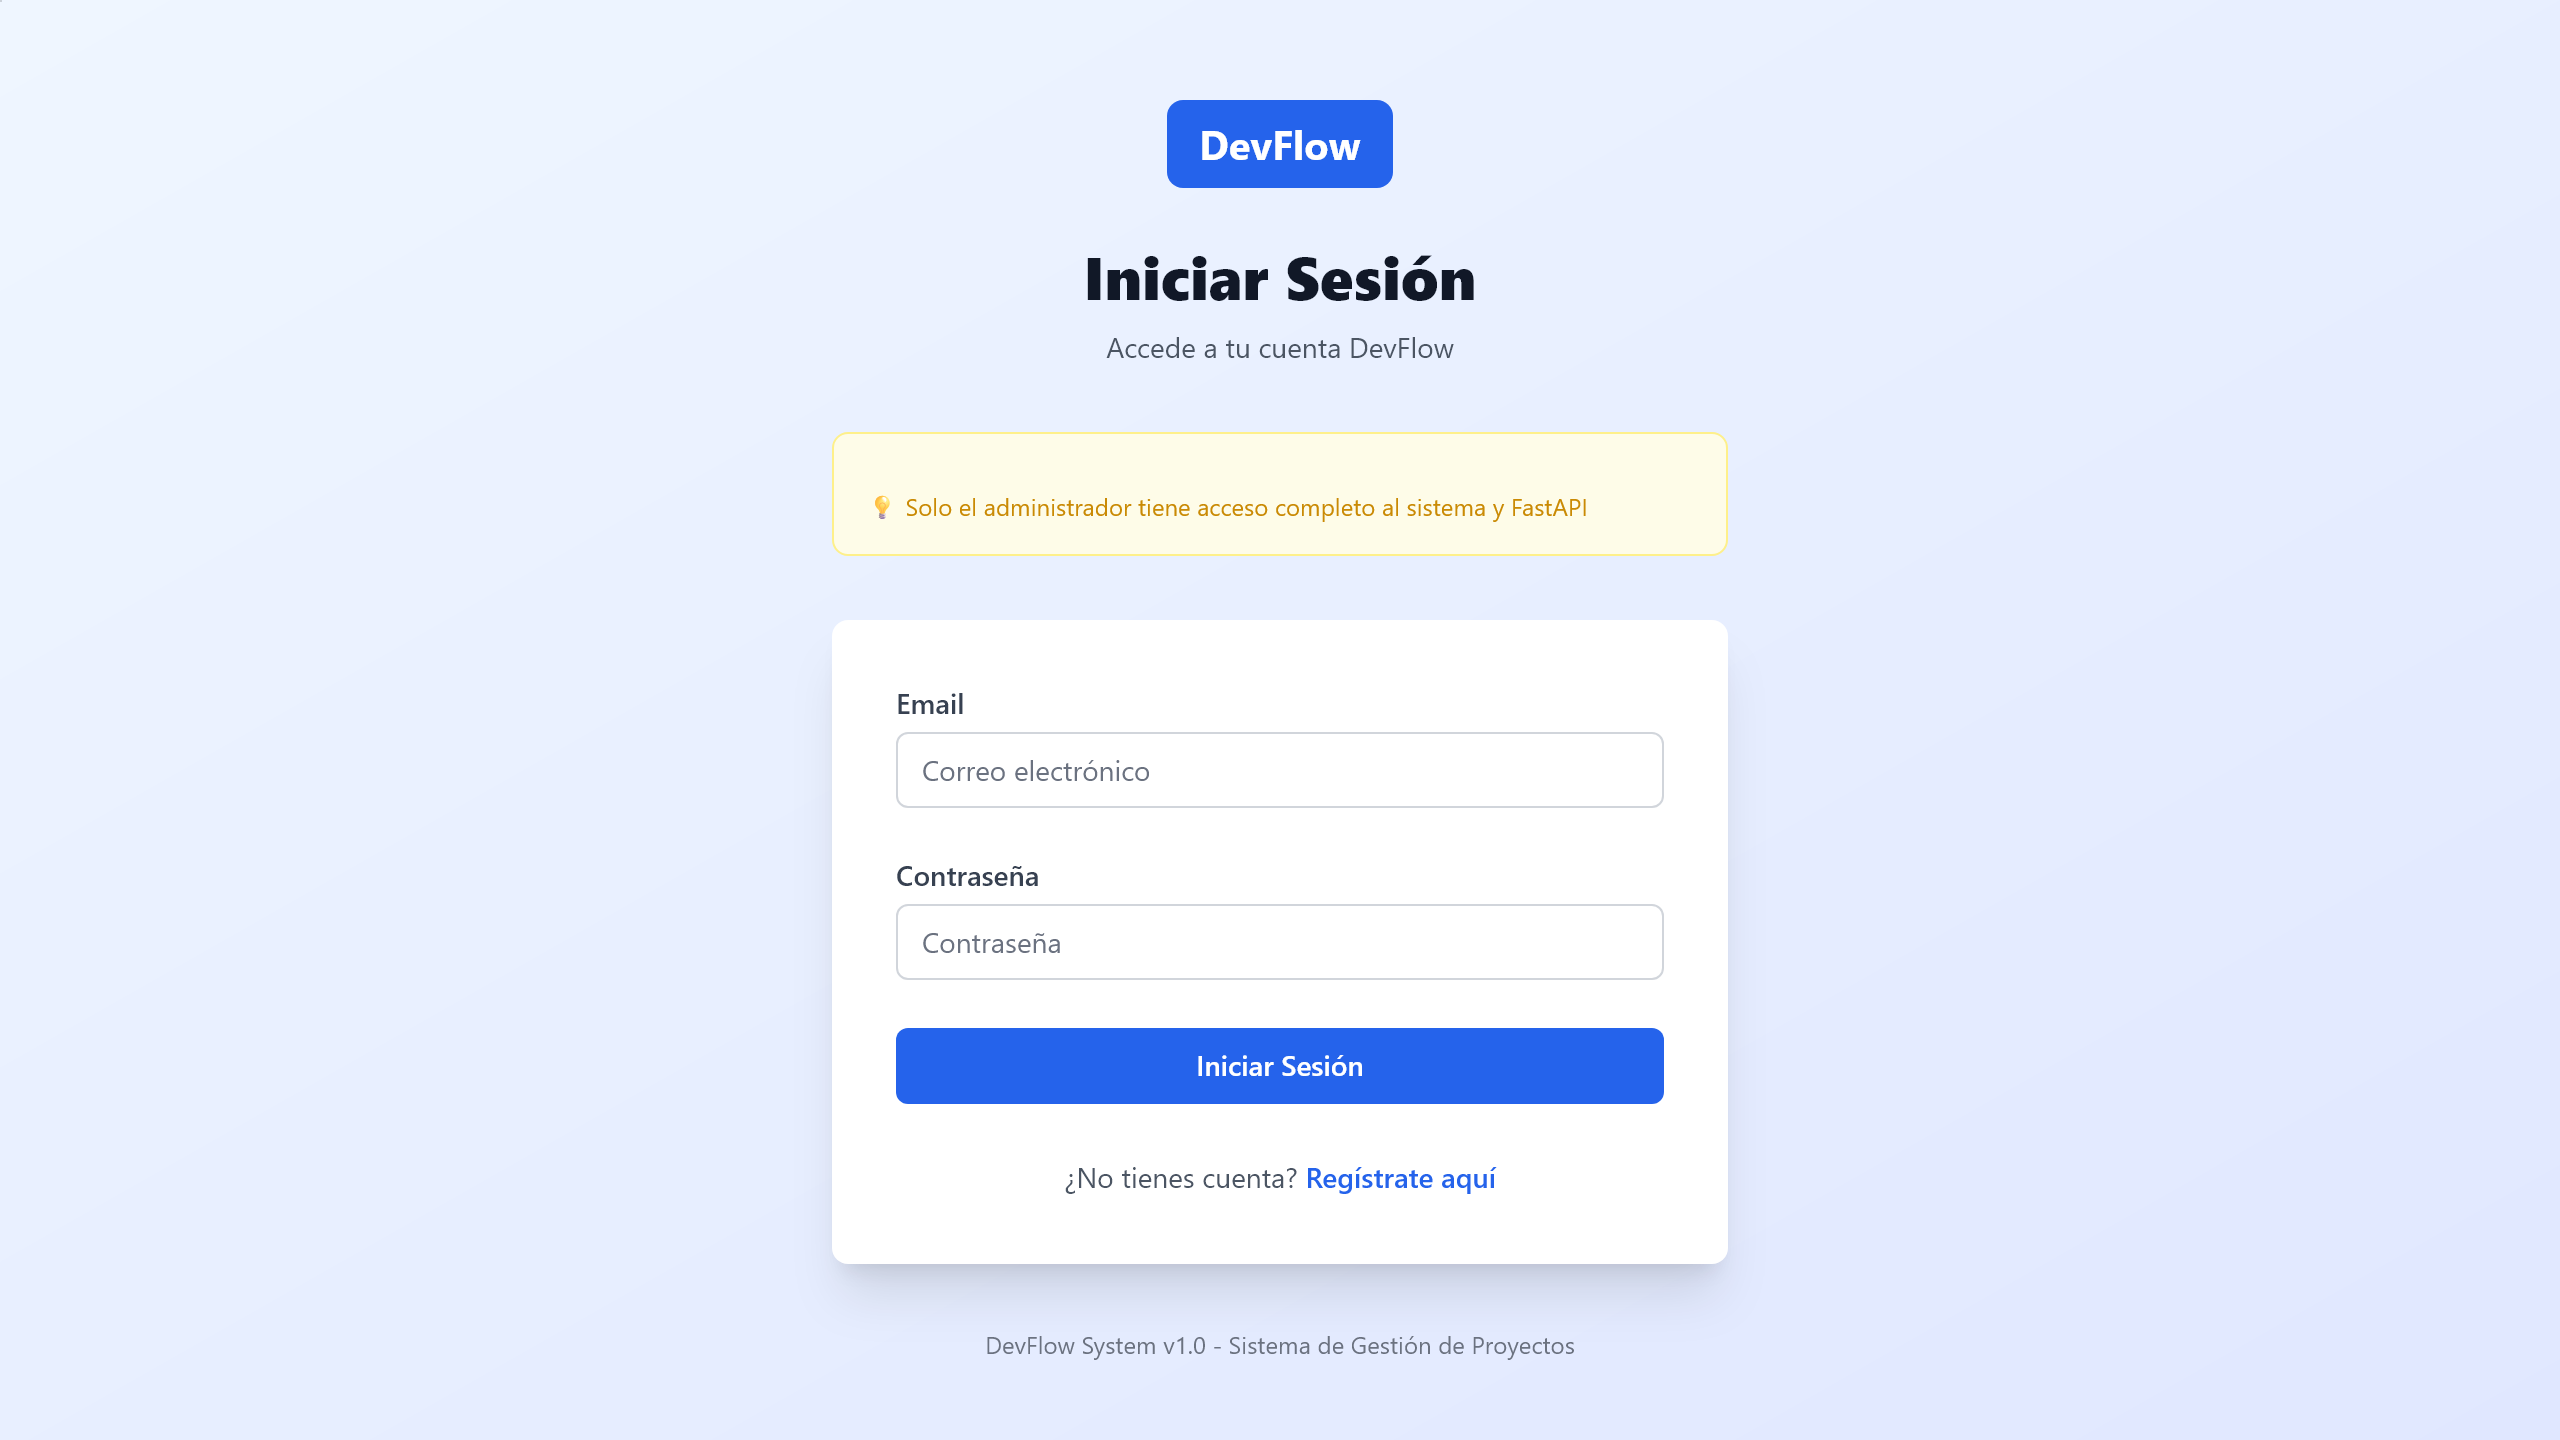 DevFlow
Iniciar Sesión
Accede a tu cuenta DevFlow
💡 Solo el administrador tiene acceso completo al sistema y FastAPI
Email
Correo electrónico
Contraseña
Contraseña
Iniciar Sesión
¿No tienes cuenta? Regístrate aquí
DevFlow System v1.0 - Sistema de Gestión de Proyectos